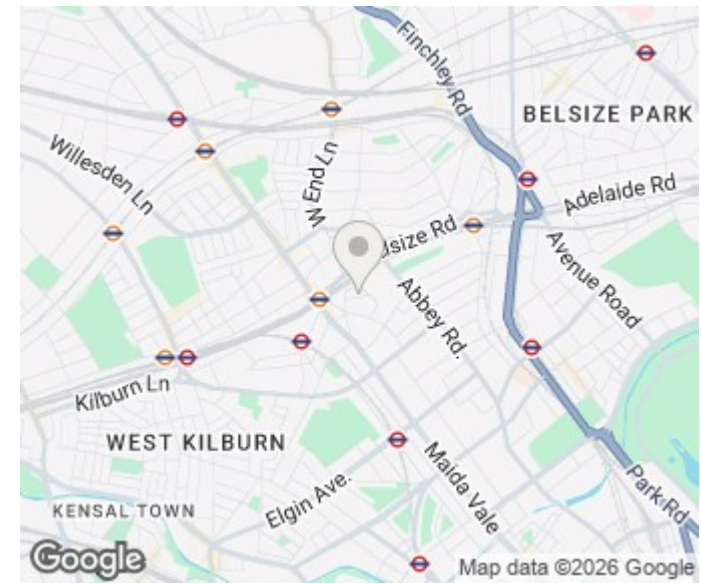 Finchley Rd
BELSIZE PARK
Willesden Ln
W End Ln
Adelaide Rd
lsize Rd
Avenue Road
Abbey Rd.
Kilburn Ln
WEST KILBURN
Maida Vale
Elgin Ave.
Park Rd
KENSAL TOWN
Google
Map data ©2026 Google